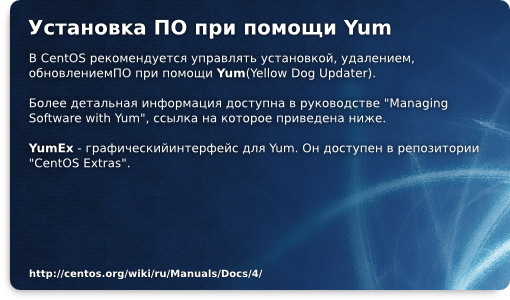 Установка ПО при помощи Yum
В CentOS рекомендуется управлять установкой, удалением,
обновлениемПО при помощи Yum(Yellow Dog Updater).
Более детальная информация доступна в руководстве "Managing
Software with Yum", ссылка на которое приведена ниже.
YumEx - графическийинтерфейс для Yum. Он доступен в репозитории
"CentOS Extras".
http://centos.org/wiki/ru/Manuals/Docs/4/